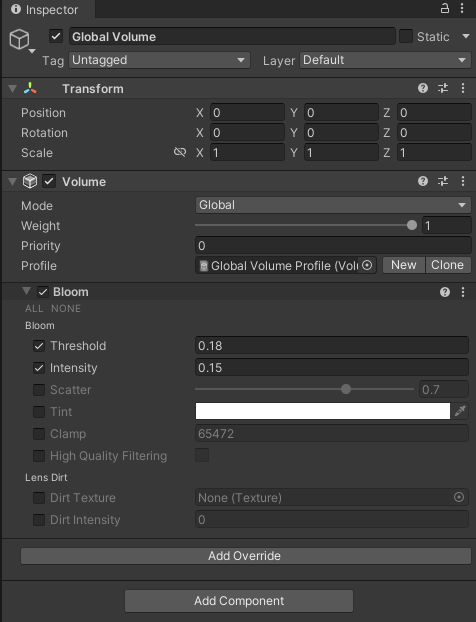 Inspector
Global Volume Static
Tag Untagged Layer Default
Transform
Position X 0 Y 0 Z 0
Rotation X 0 Y 0 Z 0
Scale X 1 Y 1 Z 1
Volume
Mode Global
Weight 1
Priority 0
Profile Global Volume Profile (Volu New Clone
Bloom
ALL NONE
Bloom
Threshold 0.18
Intensity 0.15
Scatter 0.7
Tint
Clamp 65472
High Quality Filtering
Lens Dirt
Dirt Texture None (Texture)
Dirt Intensity 0
Add Override
Add Component